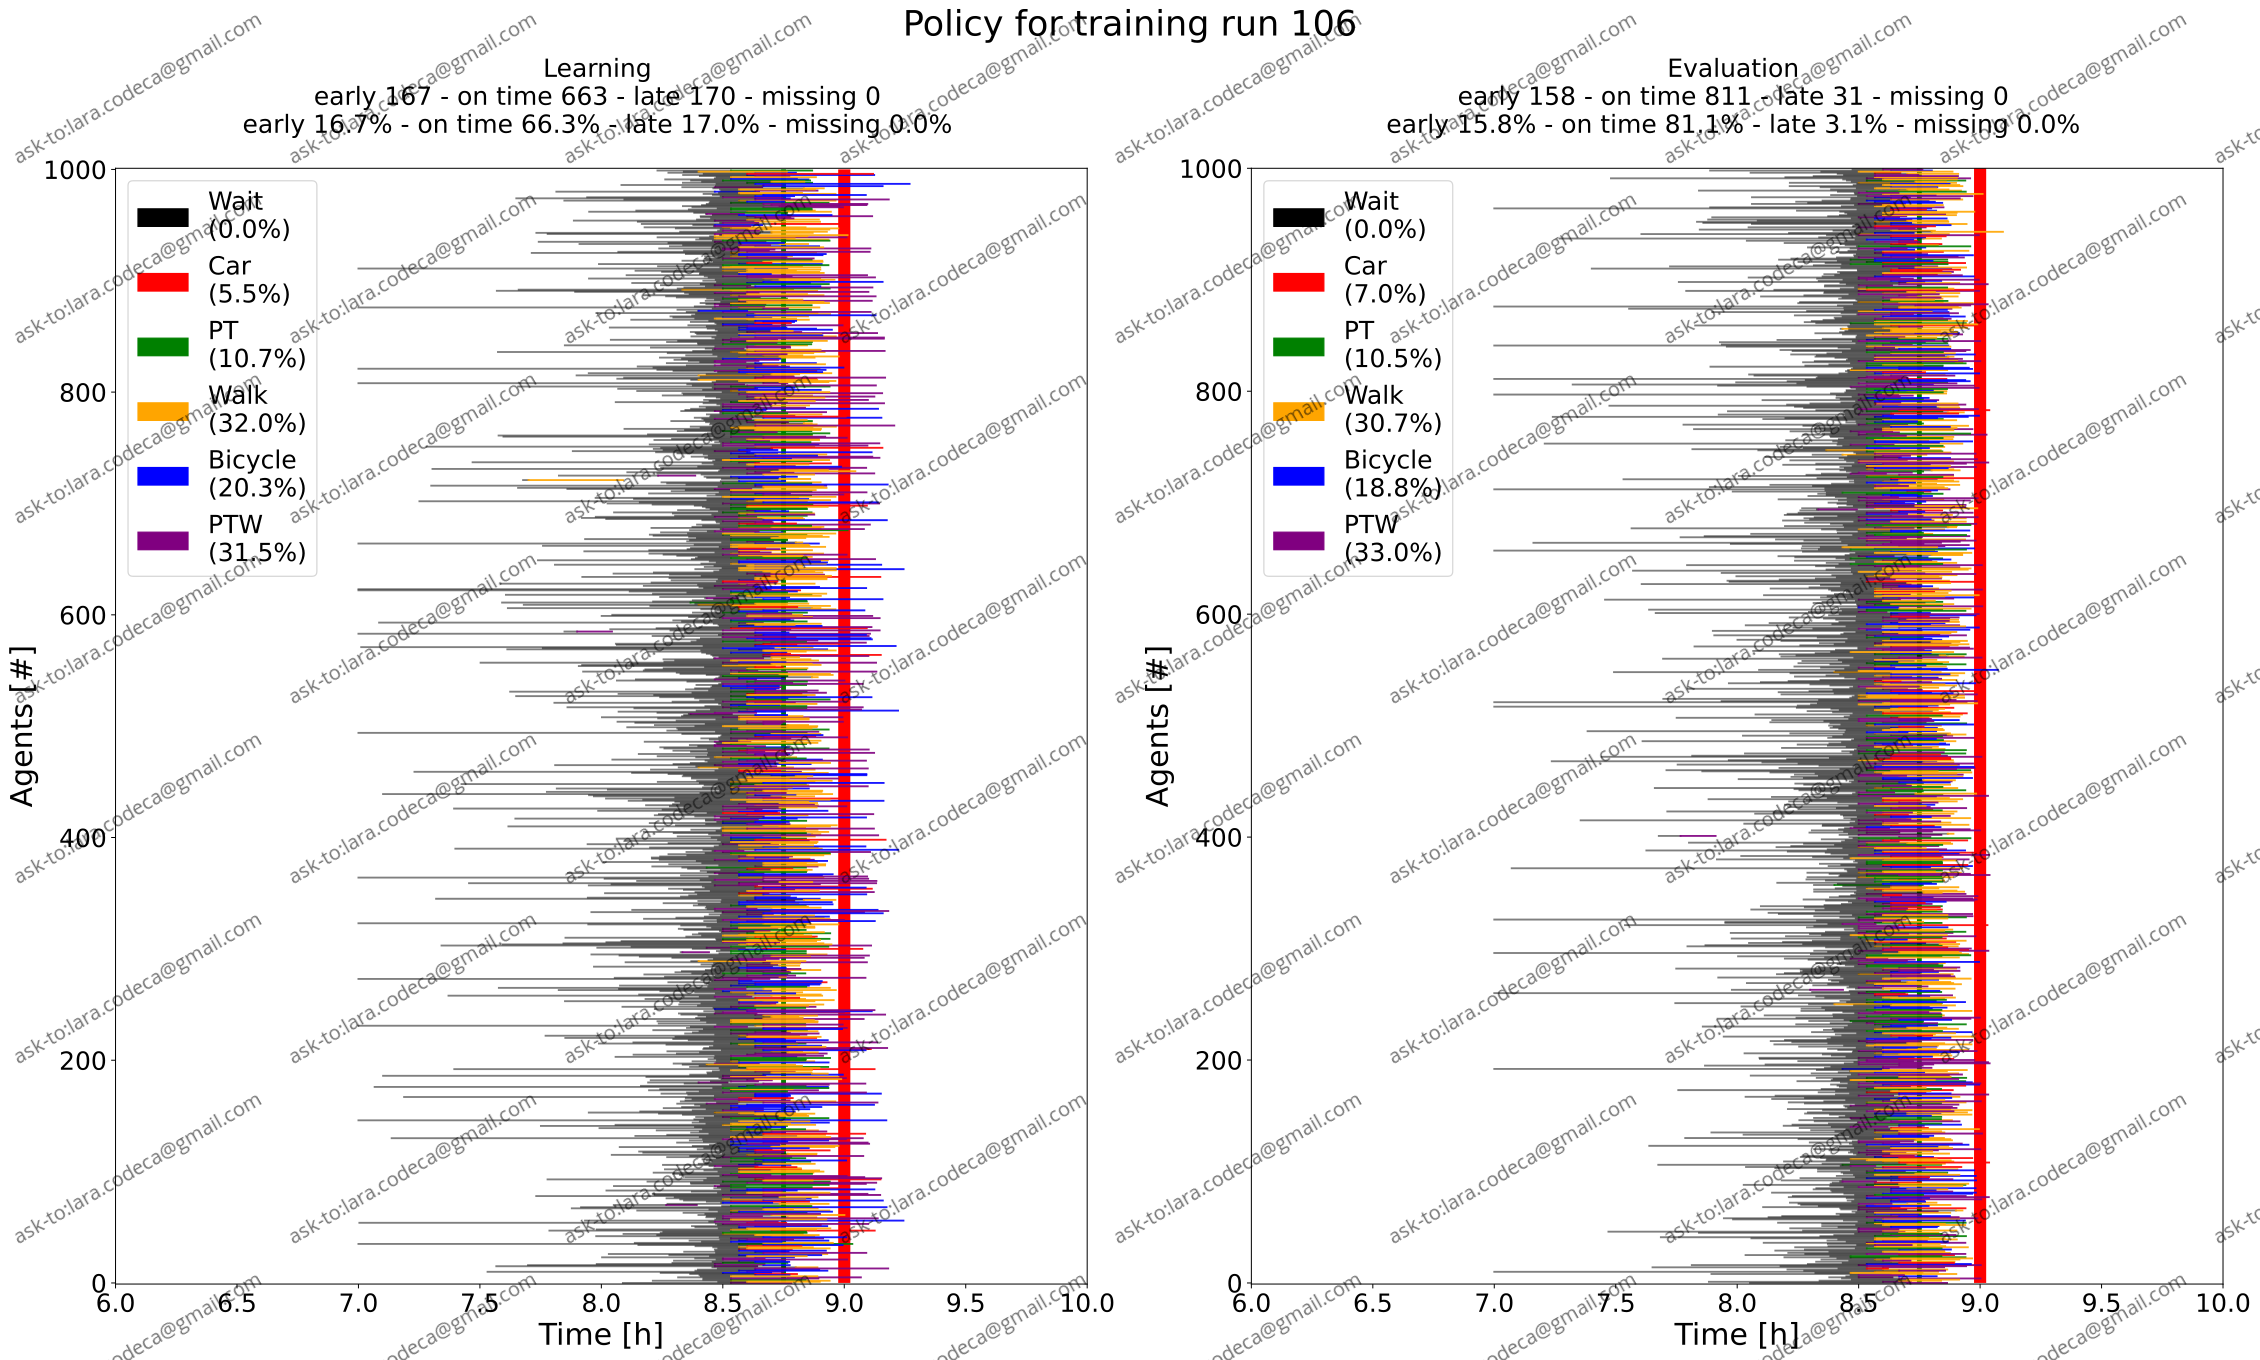 Policy for training run 106
Learning
early 167 - on time 663 - late 170 - missing 0
early 16.7% - on time 66.3% - late 17.0% - missing 0.0%
1000
800
600
400
200
0
Agents [#]
Wait
(0.0%)
Car
(5.5%)
PT
(10.7%)
Walk
(32.0%)
Bicycle
(20.3%)
PTW
(31.5%)
6.0 6.5 7.0 7.5 8.0 8.5 9.0 9.5 10.0
Time [h]
Evaluation
early 158 - on time 811 - late 31 - missing 0
early 15.8% - on time 81.1% - late 3.1% - missing 0.0%
1000
800
600
400
200
0
Agents [#]
Wait
(0.0%)
Car
(7.0%)
PT
(10.5%)
Walk
(30.7%)
Bicycle
(18.8%)
PTW
(33.0%)
6.0 6.5 7.0 7.5 8.0 8.5 9.0 9.5 10.0
Time [h]
ask-to:lara.codeca@gmail.com